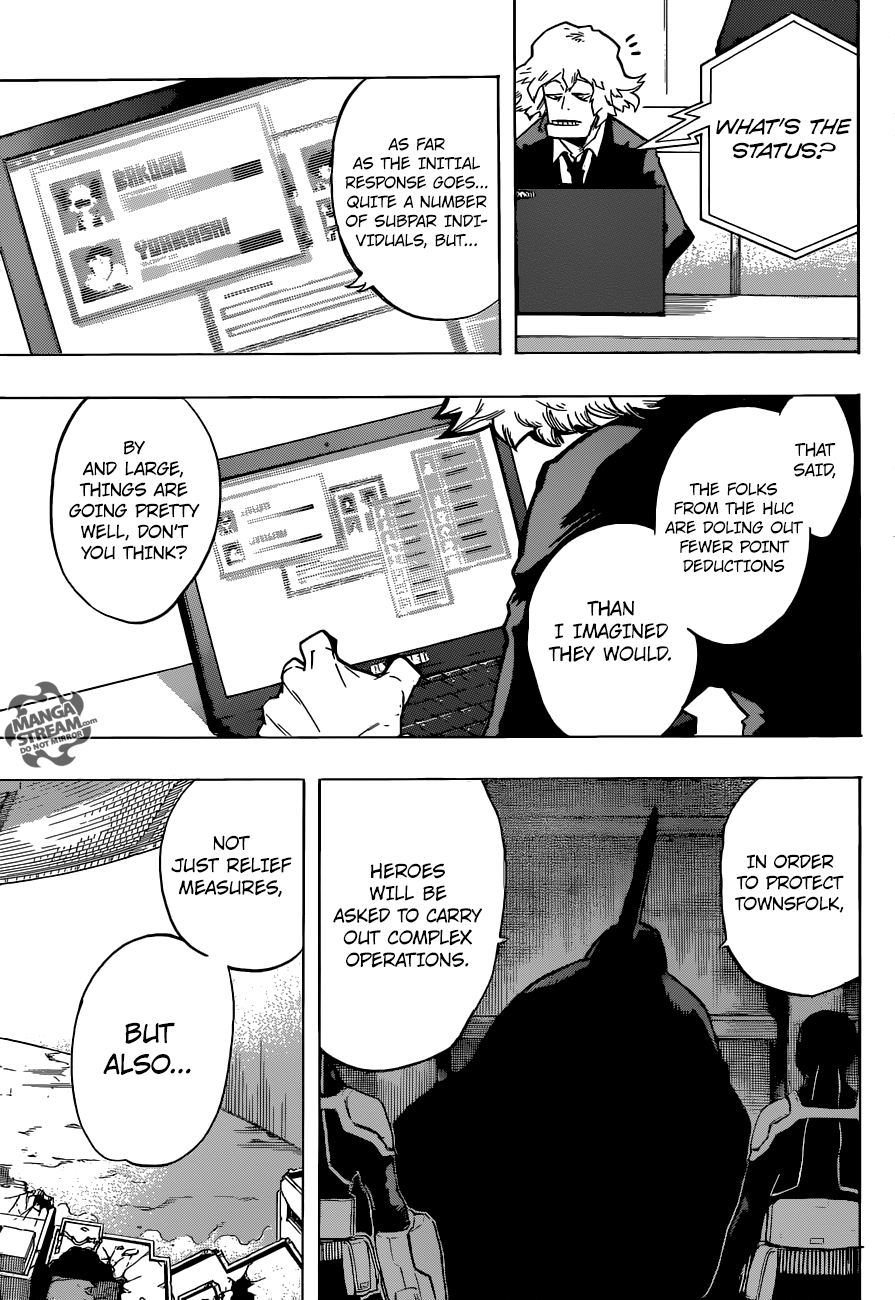 WHAT'S THE
STATUS?
AS FAR
AS THE INITIAL
RESPONSE GOES...
QUITE A NUMBER
OF SUBPAR INDI-
VIDUALS, BUT...
BAKUGO
YOARASHI
THAT
SAID,
THE FOLKS
FROM THE HUC
ARE DOLING OUT
FEWER POINT
DEDUCTIONS
THAN
I IMAGINED
THEY WOULD.
BY
AND LARGE,
THINGS ARE
GOING PRETTY
WELL, DON'T
YOU THINK?
MANGA
STREAM.com
DO NOT MIRROR
IN ORDER
TO PROTECT
TOWNSFOLK,
HEROES
WILL BE
ASKED TO CARRY
OUT COMPLEX
OPERATIONS.
NOT
JUST RELIEF
MEASURES,
BUT
ALSO...